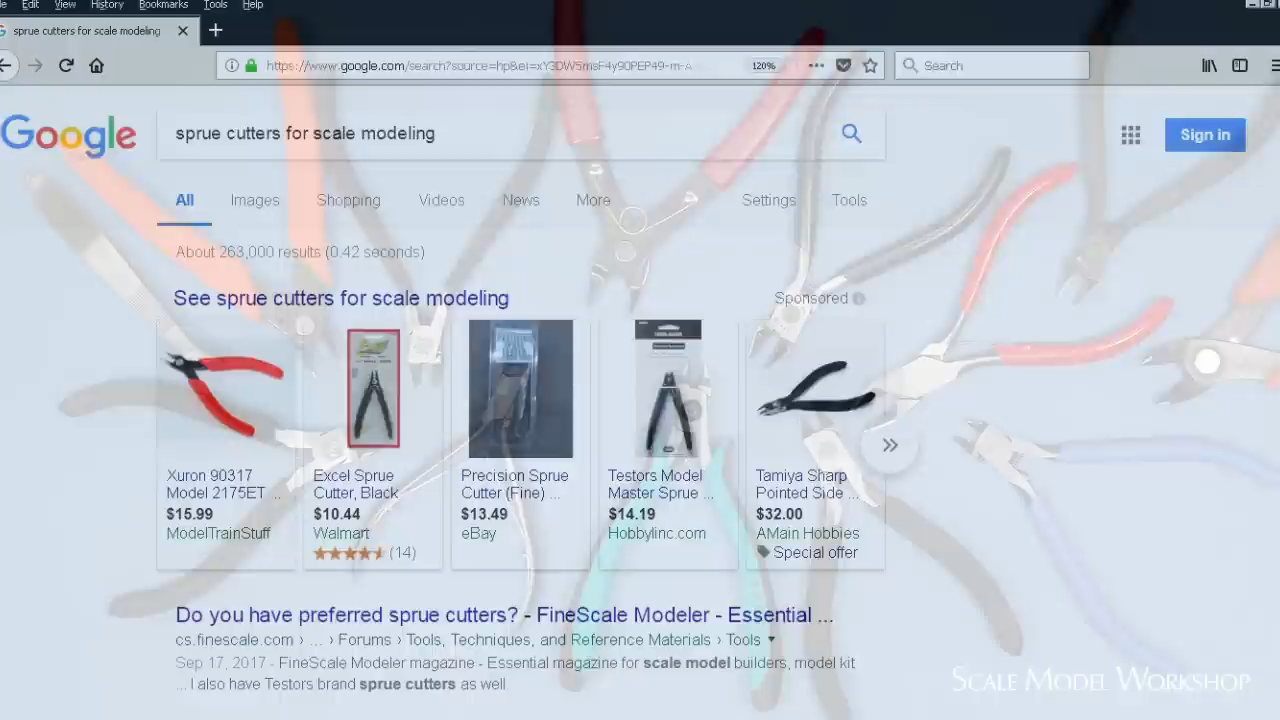 Edit View History Bookmarks Tools Help
sprue cutters for scale modeling
https://www.google.com/search?source=hp&ei=xY3DW5msF4y90PEP49-m-A
120%
Search
Google
sprue cutters for scale modeling
Sign in
All Images Shopping Videos News More Settings Tools
About 263,000 results (0.42 seconds)
See sprue cutters for scale modeling
Sponsored
Xuron 90317 Excel Sprue Precision Sprue Testors Model Tamiya Sharp
Model 2175ET ... Cutter, Black Cutter (Fine) ... Master Sprue ... Pointed Side ...
$15.99 $10.44 $13.49 $14.19 $32.00
ModelTrainStuff Walmart eBay Hobbylinc.com AMain Hobbies
(14) Special offer
Do you have preferred sprue cutters? - FineScale Modeler - Essential ...
cs.finescale.com › ... › Forums › Tools, Techniques, and Reference Materials › Tools
Sep 17, 2017 - FineScale Modeler magazine - Essential magazine for scale model builders, model kit
... I also have Testors brand sprue cutters as well
SCALE MODEL WORKSHOP